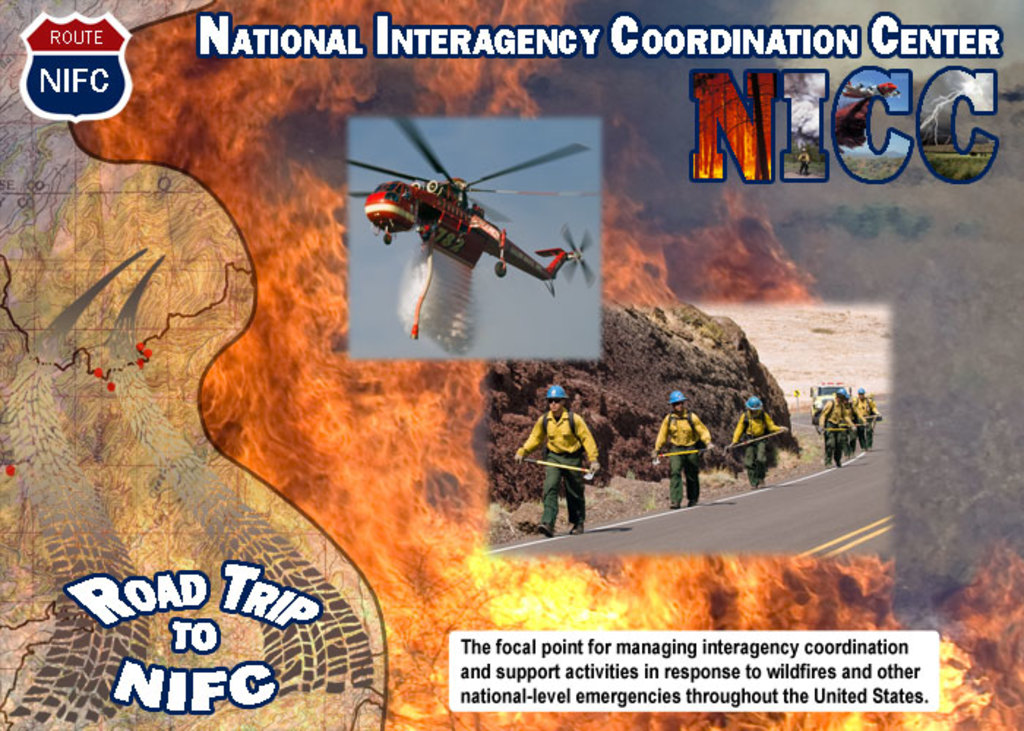 ROUTE
NIFC
NATIONAL INTERAGENCY COORDINATION CENTER
NICC
ROAD TRIP
TO
NIFC
The focal point for managing interagency coordination
and support activities in response to wildfires and other
national-level emergencies throughout the United States.